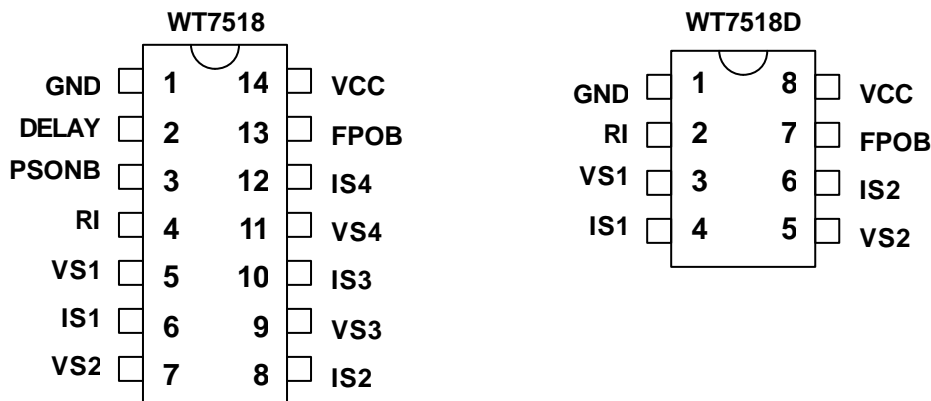 WT7518
GND 1 14 VCC
DELAY 2 13 FPOB
PSONB 3 12 IS4
RI 4 11 VS4
VS1 5 10 IS3
IS1 6 9 VS3
VS2 7 8 IS2
WT7518D
GND 1 8 VCC
RI 2 7 FPOB
VS1 3 6 IS2
IS1 4 5 VS2